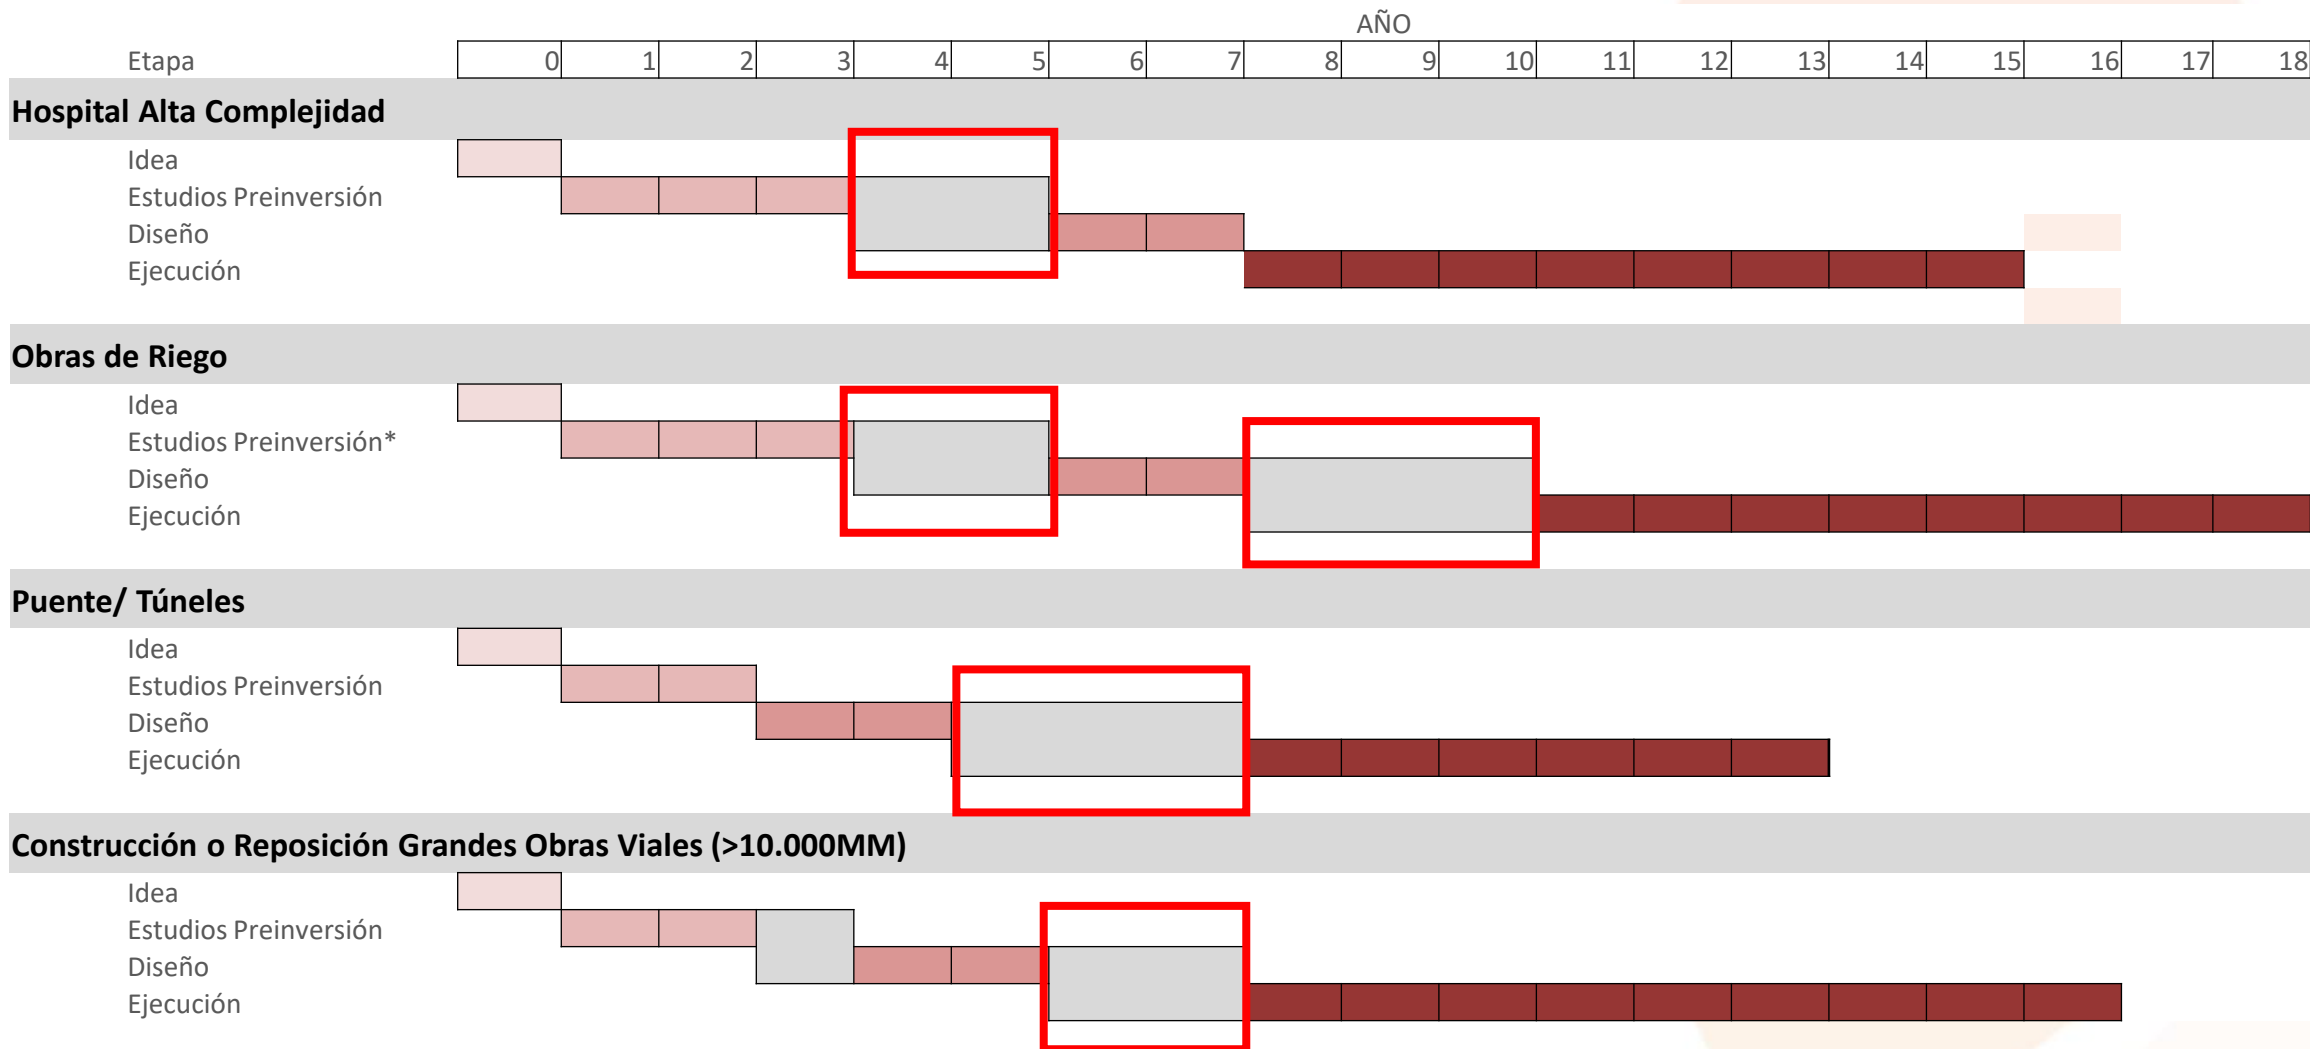 AÑO
Etapa 0 1 2 3 4 5 6 7 8 9 10 11 12 13 14 15 16 17 18
Hospital Alta Complejidad
Idea
Estudios Preinversión
Diseño
Ejecución
Obras de Riego
Idea
Estudios Preinversión*
Diseño
Ejecución
Puente/ Túneles
Idea
Estudios Preinversión
Diseño
Ejecución
Construcción o Reposición Grandes Obras Viales (>10.000MM)
Idea
Estudios Preinversión
Diseño
Ejecución